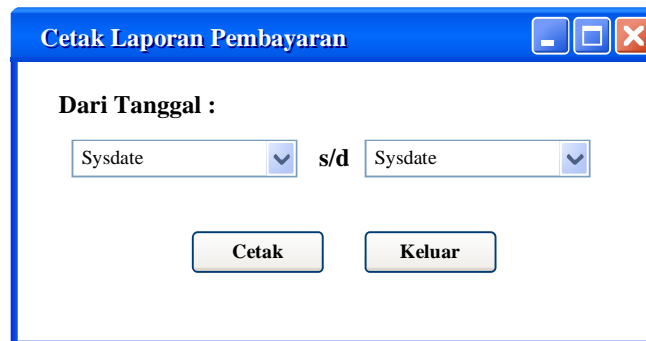 Cetak Laporan Pembayaran
Dari Tanggal :
Sysdate s/d Sysdate
Cetak Keluar